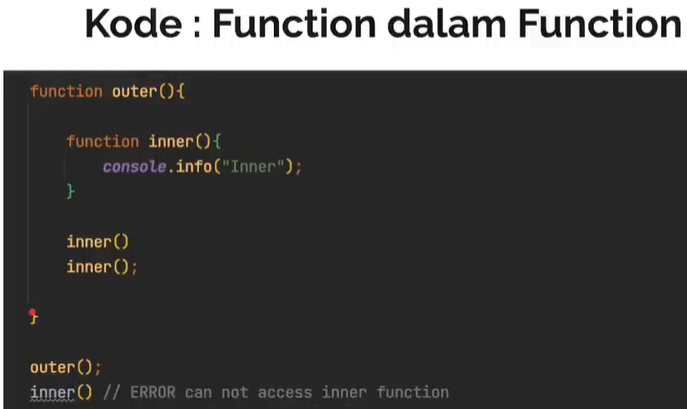 Kode : Function dalam Function
function outer(){
function inner(){
console.info("Inner");
}
inner()
inner();
}
outer();
inner() // ERROR can not access inner function